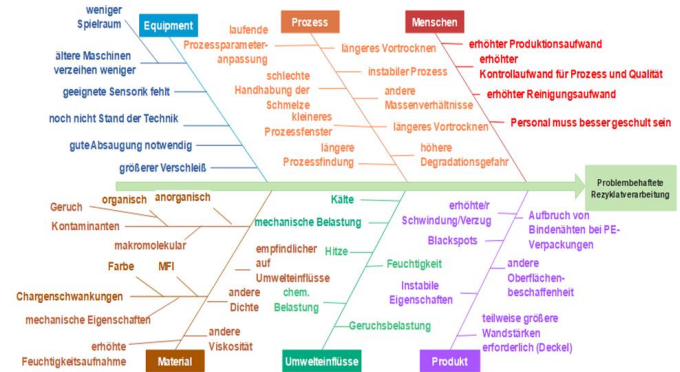 Equipment
weniger
Spielraum
ältere Maschinen
verzeihen weniger
geeignete Sensorik fehlt
noch nicht Stand der Technik
gute Absaugung notwendig
größerer Verschleiß
Prozess
laufende
Prozessparameter-
anpassung
längeres Vortrocknen
instabiler Prozess
schlechte
Handhabung der
Schmelze
andere
Massenverhältnisse
kleineres
Prozessfenster
längeres Vortrocknen
längere
Prozessfindung
höhere
Degradationsgefahr
Menschen
erhöhter Produktionsaufwand
erhöhter
Kontrollaufwand für Prozess und Qualität
erhöhter Reinigungsaufwand
Personal muss besser geschult sein
Problembehaftete
Rezyklatverarbeitung
organisch
anorganisch
Geruch
Kontaminanten
makromolekular
empfindlicher
auf
Umwelteinflüsse
Farbe
MFI
Chargenschwankungen
mechanische Eigenschaften
andere
Dichte
erhöhte
Feuchtigkeitsaufnahme
andere
Viskosität
Material
Kälte
mechanische Belastung
Hitze
Feuchtigkeit
chem.
Belastung
Geruchsbelastung
Umwelteinflüsse
erhöhte/r
Schwindung/Verzug
Aufbruch von
Bindenähten bei PE-
Verpackungen
Blackspots
andere
Oberflächen-
beschaffenheit
Instabile
Eigenschaften
teilweise größere
Wandstärken
erforderlich (Deckel)
Produkt